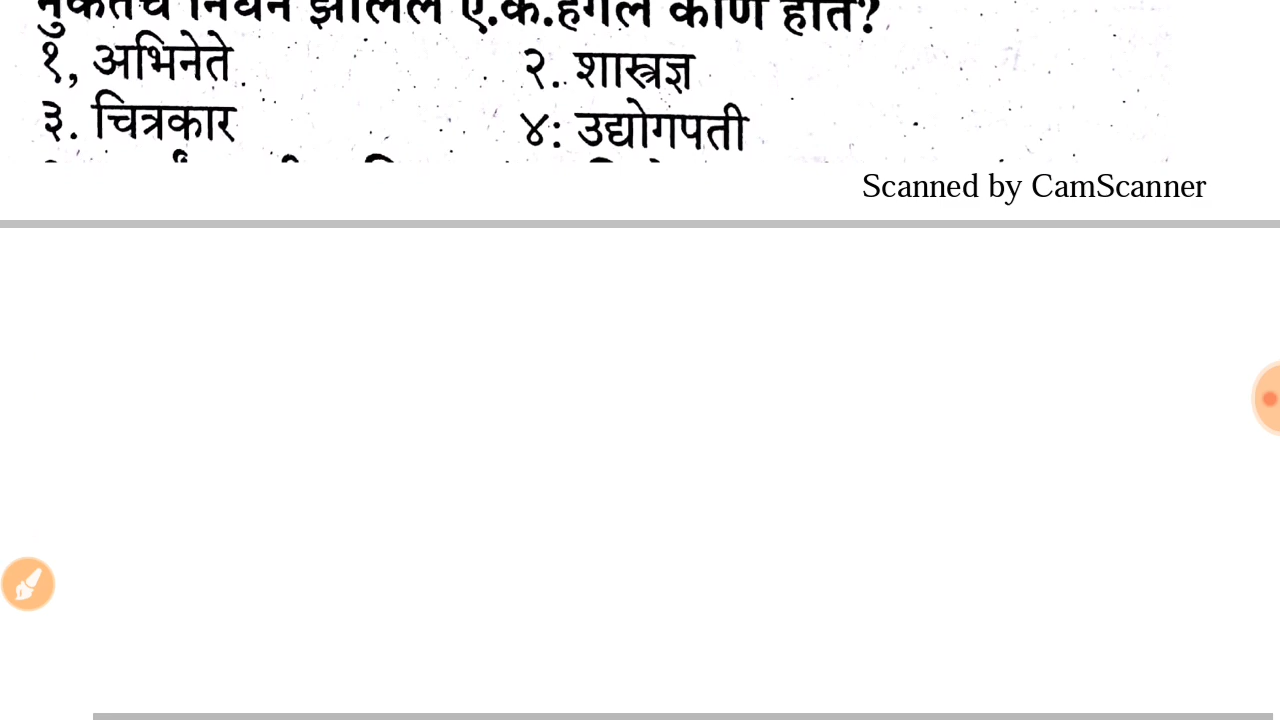 नुकतेच निधन झालेले ए.के.हंगल कोण होते?
१, अभिनेते २. शास्त्रज्ञ
३. चित्रकार ४: उद्योगपती
Scanned by CamScanner